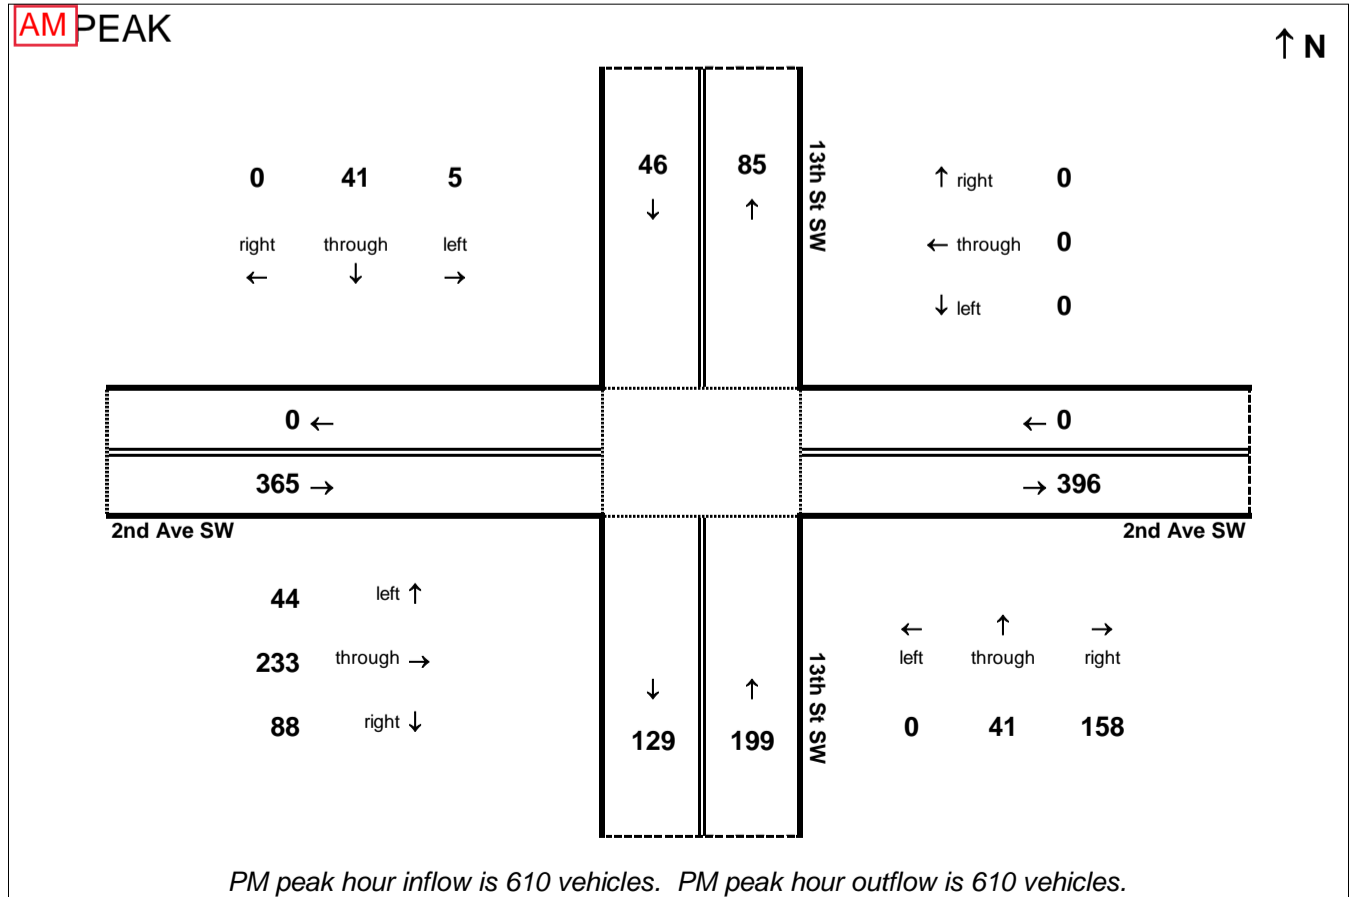 AM PEAK
↑ N
46 85
13th St SW
0 41 5
right through left
← ↓ →
↓ ↑
↑ right 0
← through 0
↓ left 0
0 ←
← 0
365 →
→ 396
2nd Ave SW
2nd Ave SW
44 left ↑
233 through →
88 right ↓
↓ ↑
129 199
13th St SW
← ↑ →
left through right
0 41 158
PM peak hour inflow is 610 vehicles. PM peak hour outflow is 610 vehicles.